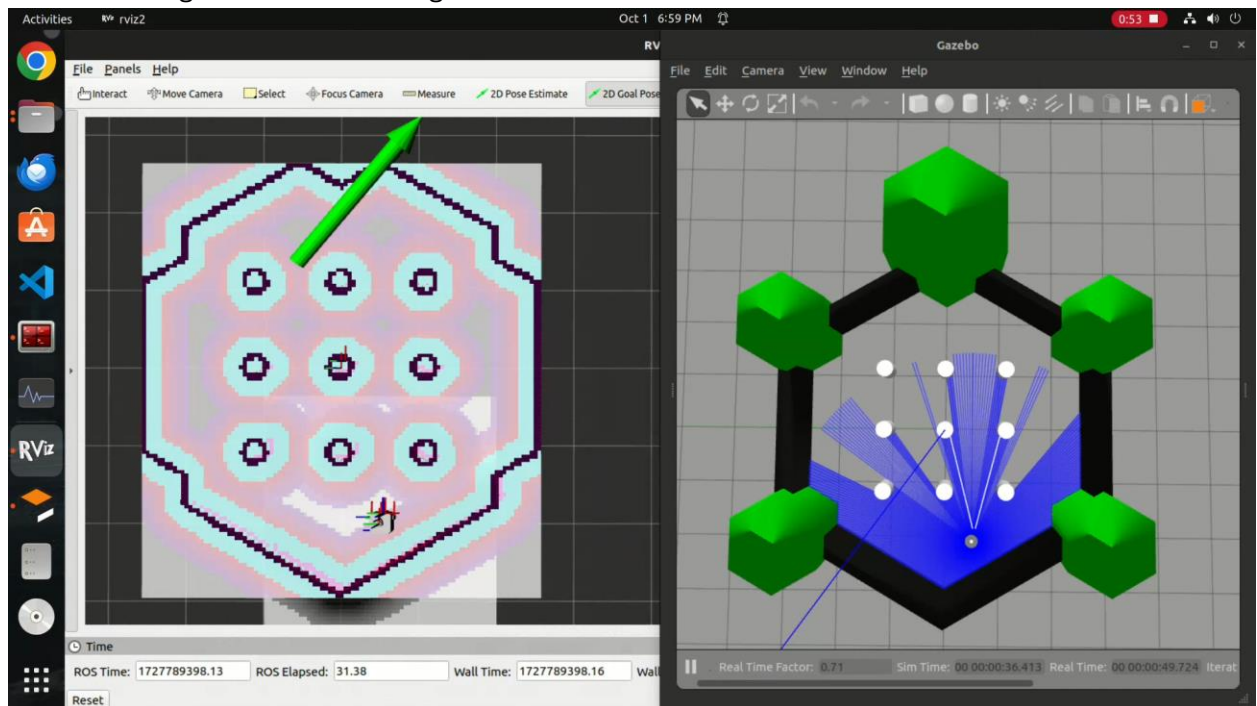 Activities RViz rviz2 Oct 1 6:59 PM 0:53
RV Gazebo
File Panels Help
File Edit Camera View Window Help
Interact Move Camera Select Focus Camera Measure 2D Pose Estimate 2D Goal Pose
RViz
Time
ROS Time: 1727789398.13 ROS Elapsed: 31.38 Wall Time: 1727789398.16 Wall
Real Time Factor: 0.71 Sim Time: 00 00:00:36.413 Real Time: 00 00:00:49.724 Iterat
Reset